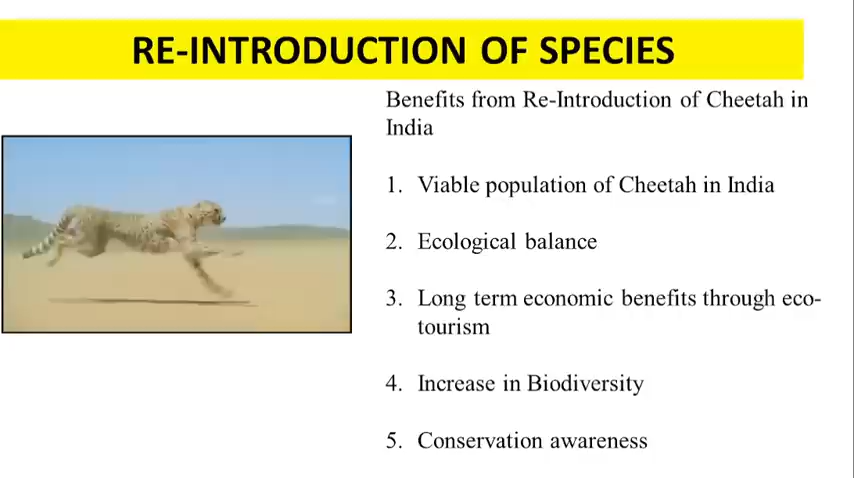 RE-INTRODUCTION OF SPECIES
Benefits from Re-Introduction of Cheetah in
India
1. Viable population of Cheetah in India
2. Ecological balance
3. Long term economic benefits through eco-
tourism
4. Increase in Biodiversity
5. Conservation awareness